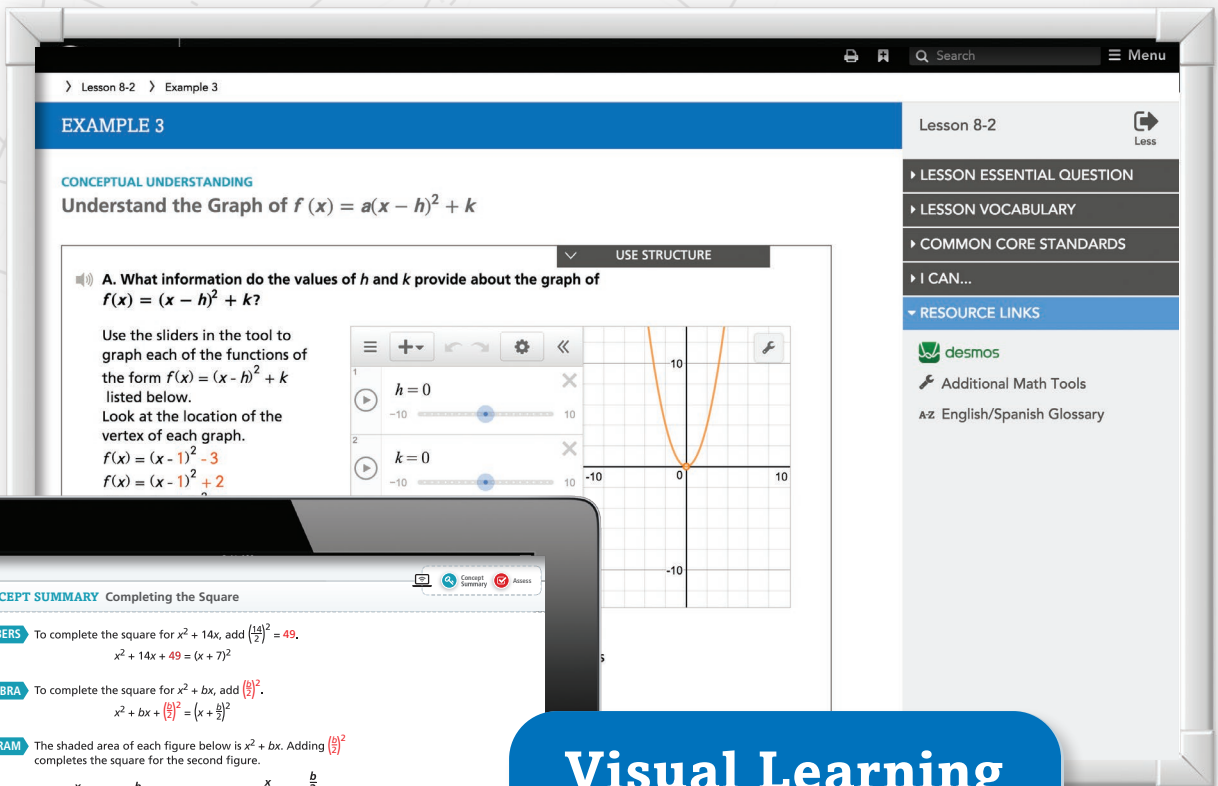 Search
Menu
Lesson 8-2 Example 3
EXAMPLE 3
CONCEPTUAL UNDERSTANDING
Understand the Graph of f (x) = a(x − h)² + k
USE STRUCTURE
A. What information do the values of h and k provide about the graph of
f(x) = (x − h)² + k?
Use the sliders in the tool to
graph each of the functions of
the form f(x) = (x - h)² + k
listed below.
Look at the location of the
vertex of each graph.
f(x) = (x - 1)² - 3
f(x) = (x - 1)² + 2
1
h = 0
-10 10
2
k = 0
-10 10
10
-10 0 10
-10
Lesson 8-2
Less
LESSON ESSENTIAL QUESTION
LESSON VOCABULARY
COMMON CORE STANDARDS
I CAN...
RESOURCE LINKS
desmos
Additional Math Tools
A-Z English/Spanish Glossary
Concept
Summary
Assess
CEPT SUMMARY Completing the Square
BERS To complete the square for x² + 14x, add (14/2)² = 49.
x² + 14x + 49 = (x + 7)²
BRA To complete the square for x² + bx, add (b/2)².
x² + bx + (b/2)² = (x + b/2)²
RAM The shaded area of each figure below is x² + bx. Adding (b/2)²
completes the square for the second figure.
x b x b/2
Visual Learning